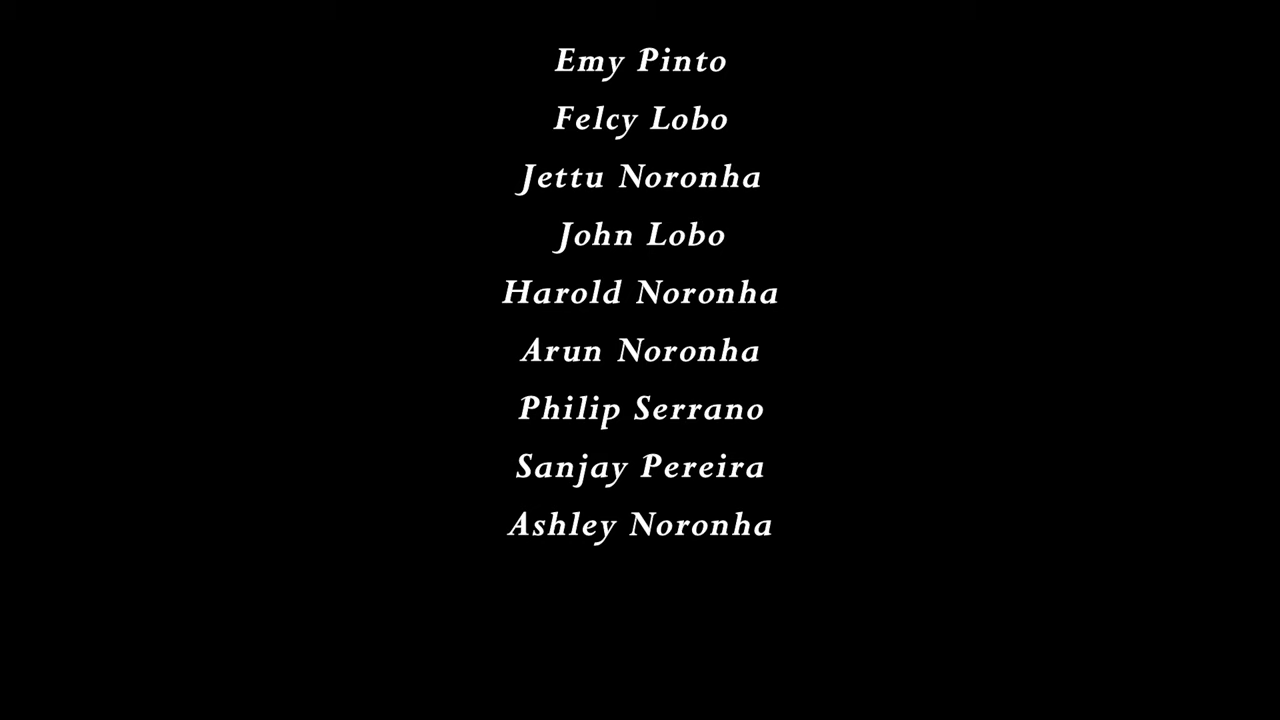 Emy Pinto
Felcy Lobo
Jettu Noronha
John Lobo
Harold Noronha
Arun Noronha
Philip Serrano
Sanjay Pereira
Ashley Noronha